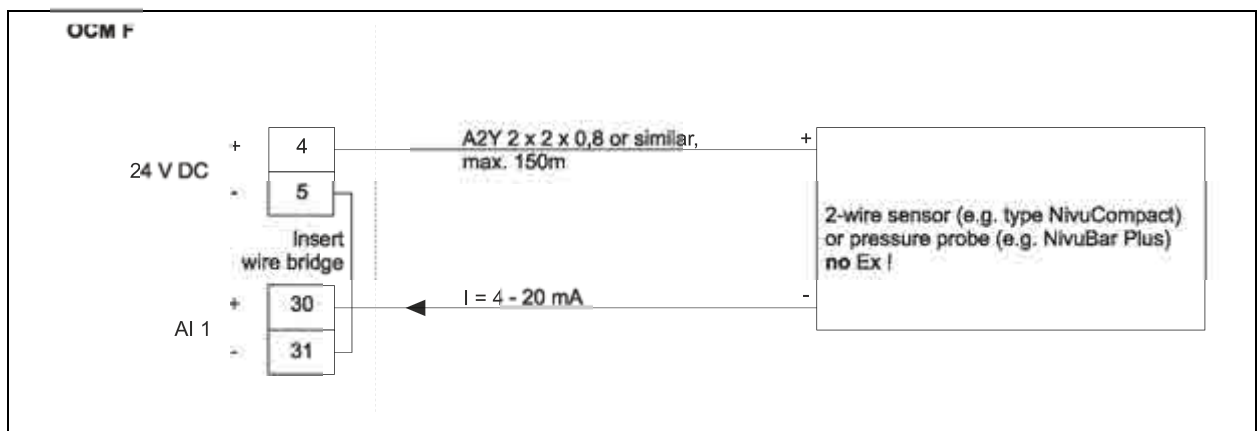 OCM F
+ 4
24 V DC
- 5
Insert
wire bridge
+ 30
AI 1
- 31
A2Y 2 x 2 x 0,8 or similar,
max. 150m
I = 4 - 20 mA
+
-
2-wire sensor (e.g. type NivuCompact)
or pressure probe (e.g. NivuBar Plus)
no Ex !